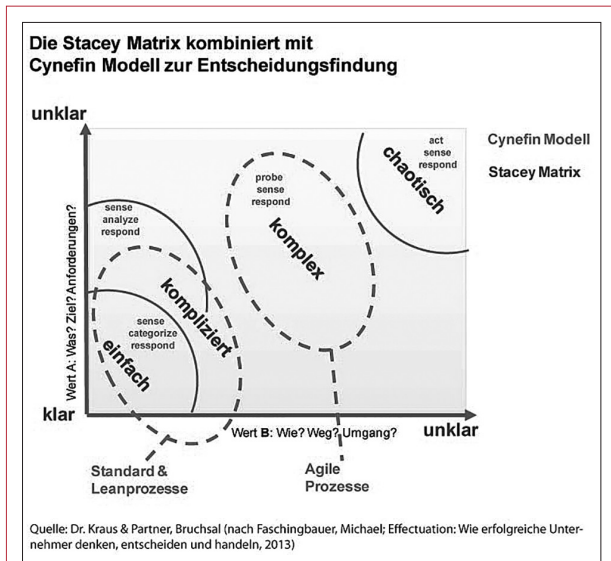 Die Stacey Matrix kombiniert mit
Cynefin Modell zur Entscheidungsfindung
unklar
Cynefin Modell
Stacey Matrix
act
sense
respond
chaotisch
probe
sense
respond
komplex
sense
analyze
respond
kompliziert
sense
categorize
resspond
einfach
Wert A: Was? Ziel? Anforderungen?
klar
Wert B: Wie? Weg? Umgang?
unklar
Standard &
Leanprozesse
Agile
Prozesse
Quelle: Dr. Kraus & Partner, Bruchsal (nach Faschingbauer, Michael; Effectuation: Wie erfolgreiche Unter-
nehmer denken, entscheiden und handeln, 2013)